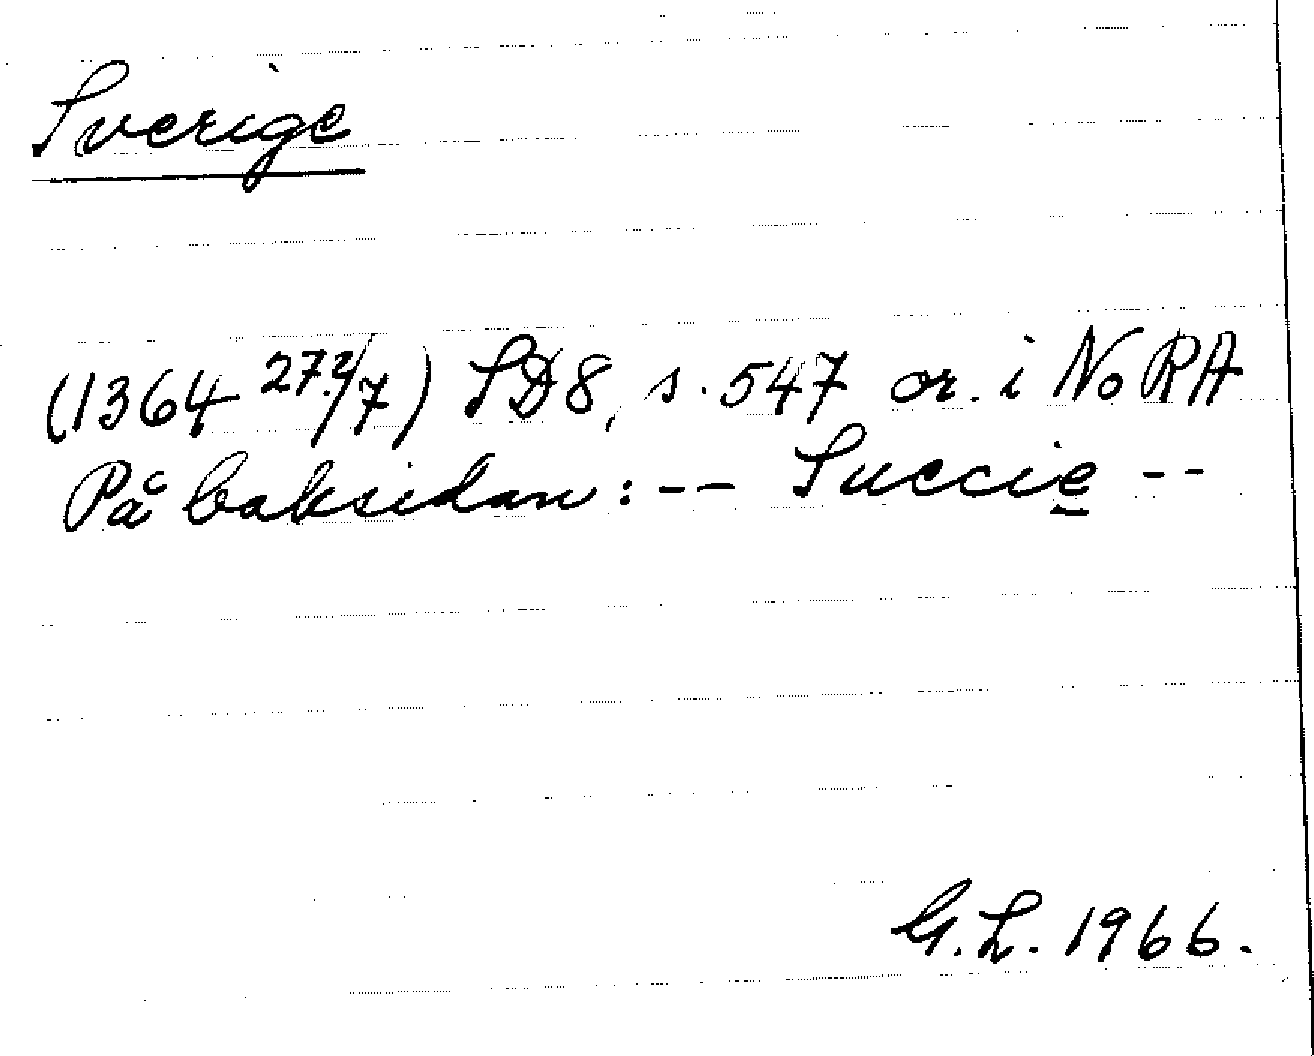 Sverige
(1364 27.?/7) SD8, s. 547 or. i NoRA
På baksidan: -- Succie --
G.L. 1966.